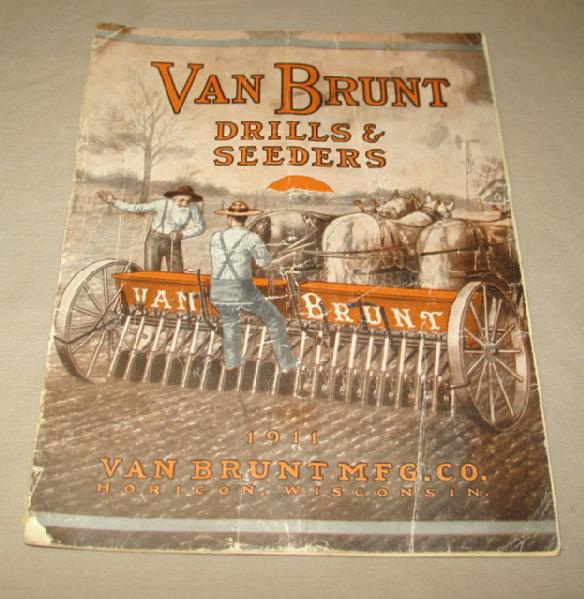 VAN BRUNT
DRILLS &
SEEDERS
VAN BRUNT
1911
VAN BRUNT MFG. CO.
HORICON, WISCONSIN.